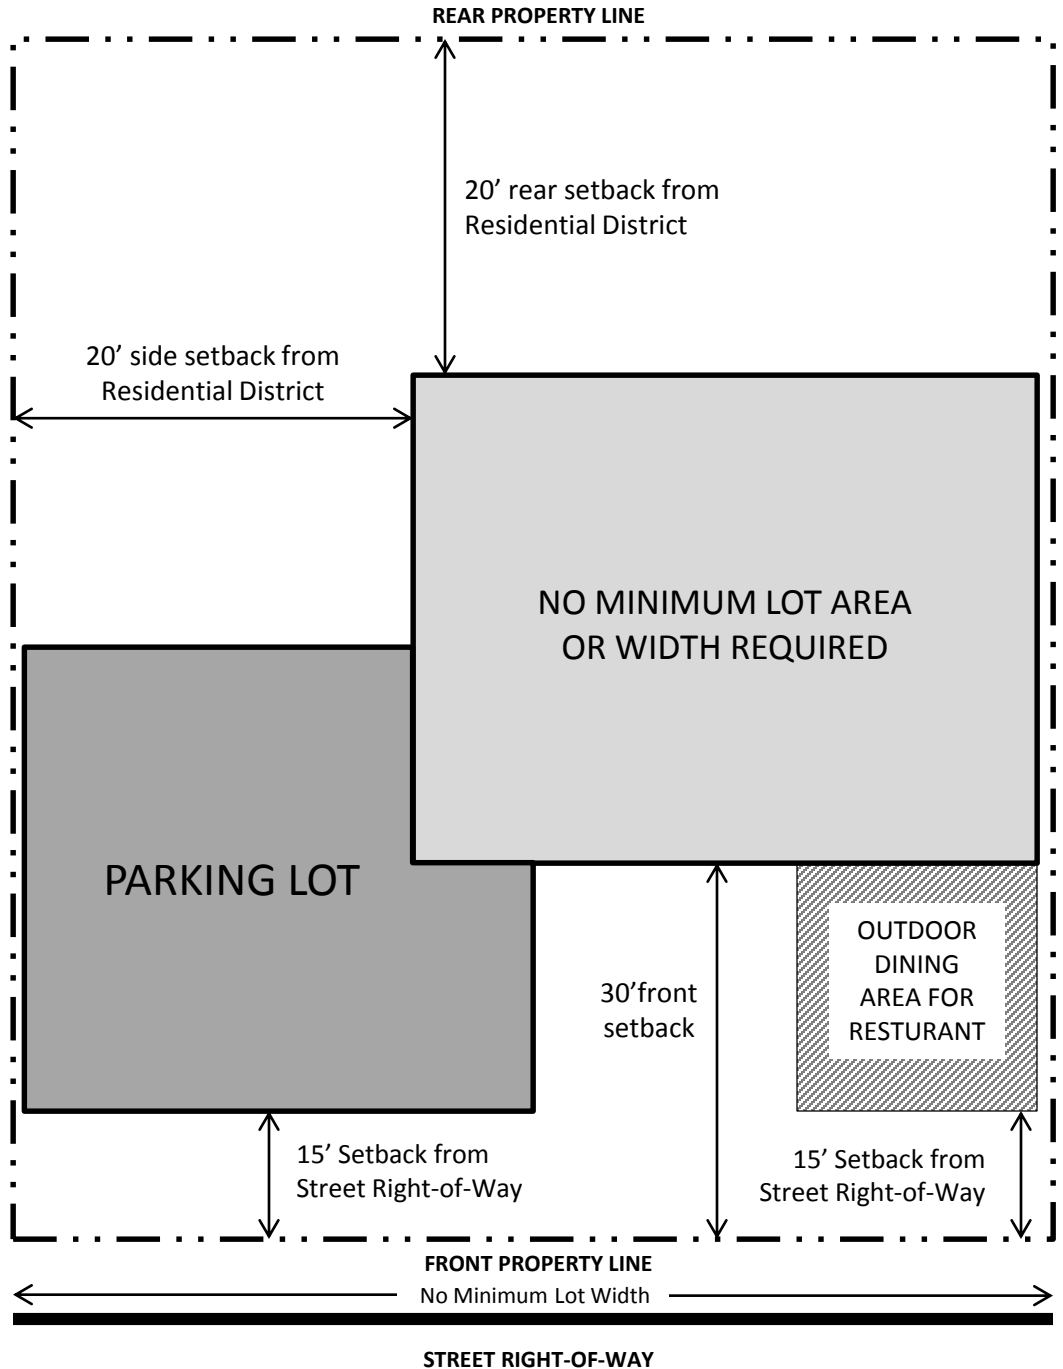 REAR PROPERTY LINE
20’ rear setback from
Residential District
20’ side setback from
Residential District
NO MINIMUM LOT AREA
OR WIDTH REQUIRED
PARKING LOT
OUTDOOR
DINING
AREA FOR
RESTURANT
30’front
setback
15’ Setback from
Street Right-of-Way
15’ Setback from
Street Right-of-Way
FRONT PROPERTY LINE
No Minimum Lot Width
STREET RIGHT-OF-WAY